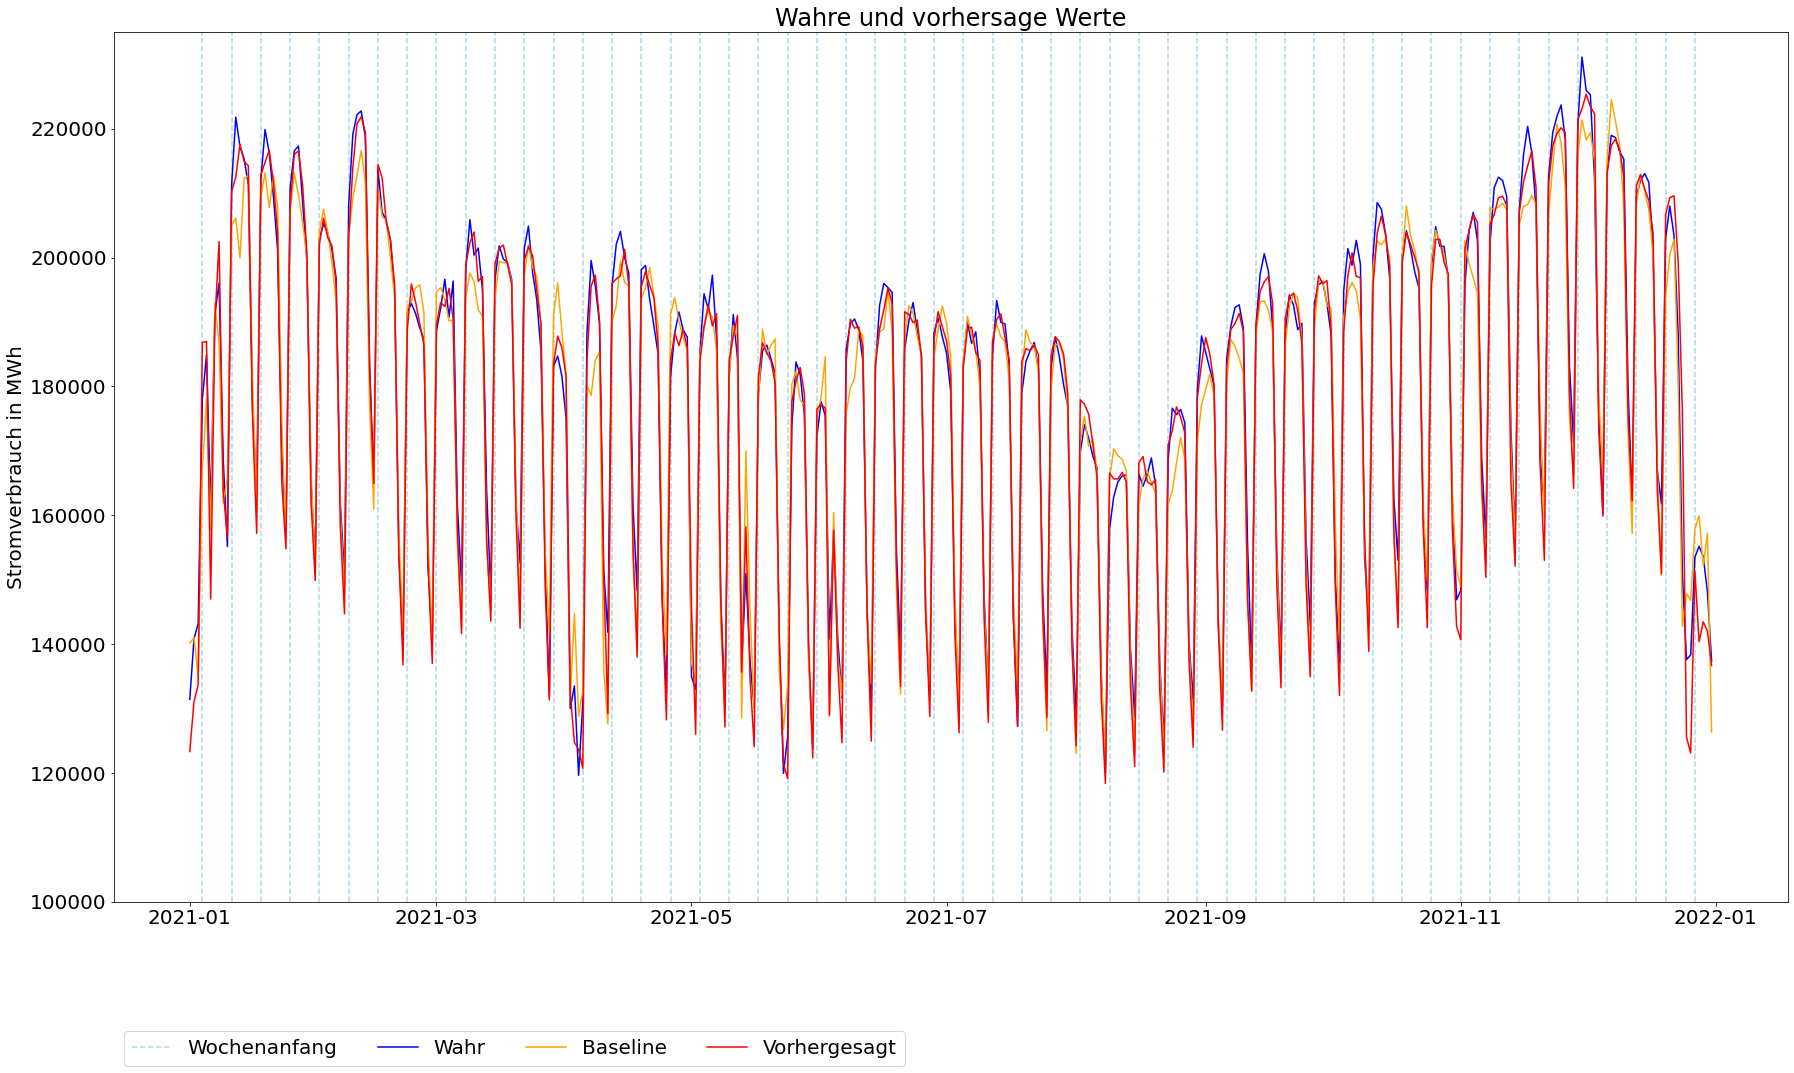 Wahre und vorhersage Werte
Stromverbrauch in MWh
220000
200000
180000
160000
140000
120000
100000
2021-01 2021-03 2021-05 2021-07 2021-09 2021-11 2022-01
Wochenanfang Wahr Baseline Vorhergesagt